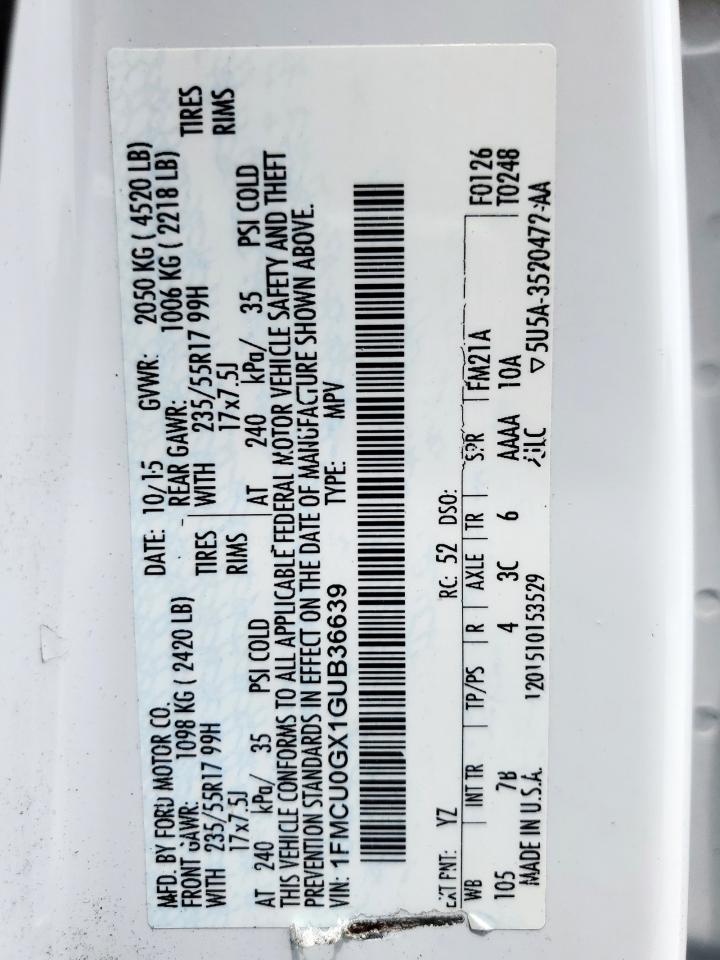 MFD. BY FORD MOTOR CO. DATE: 10/15 GVWR: 2050 KG ( 4520 LB)
FRONT GAWR: 1098 KG ( 2420 LB) REAR GAWR: 1006 KG ( 2218 LB)
WITH 235/55R17 99H TIRES WITH 235/55R17 99H TIRES
17x7.5J RIMS 17x7.5J RIMS
AT 240 kPa/ 35 PSI COLD AT 240 kPa/ 35 PSI COLD
THIS VEHICLE CONFORMS TO ALL APPLICABLE FEDERAL MOTOR VEHICLE SAFETY AND THEFT
PREVENTION STANDARDS IN EFFECT ON THE DATE OF MANUFACTURE SHOWN ABOVE.
VIN: 1FMCU0GX1GUB36639 TYPE: MPV
EXT PNT: YZ RC: 52 DSO: F0126
WB INT TR TP/PS R AXLE TR SPR FM21A T0248
105 7B 4 3C 6 AAAA 10A
MADE IN U.S.A. 1201510153529 5U5A-3520472-AA